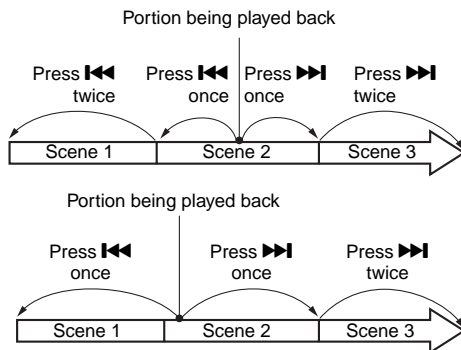 Portion being played back
Press ⏮ twice
Press ⏮ once
Press ⏭ once
Press ⏭ twice
Scene 1
Scene 2
Scene 3
Portion being played back
Press ⏮ once
Press ⏭ once
Press ⏭ twice
Scene 1
Scene 2
Scene 3